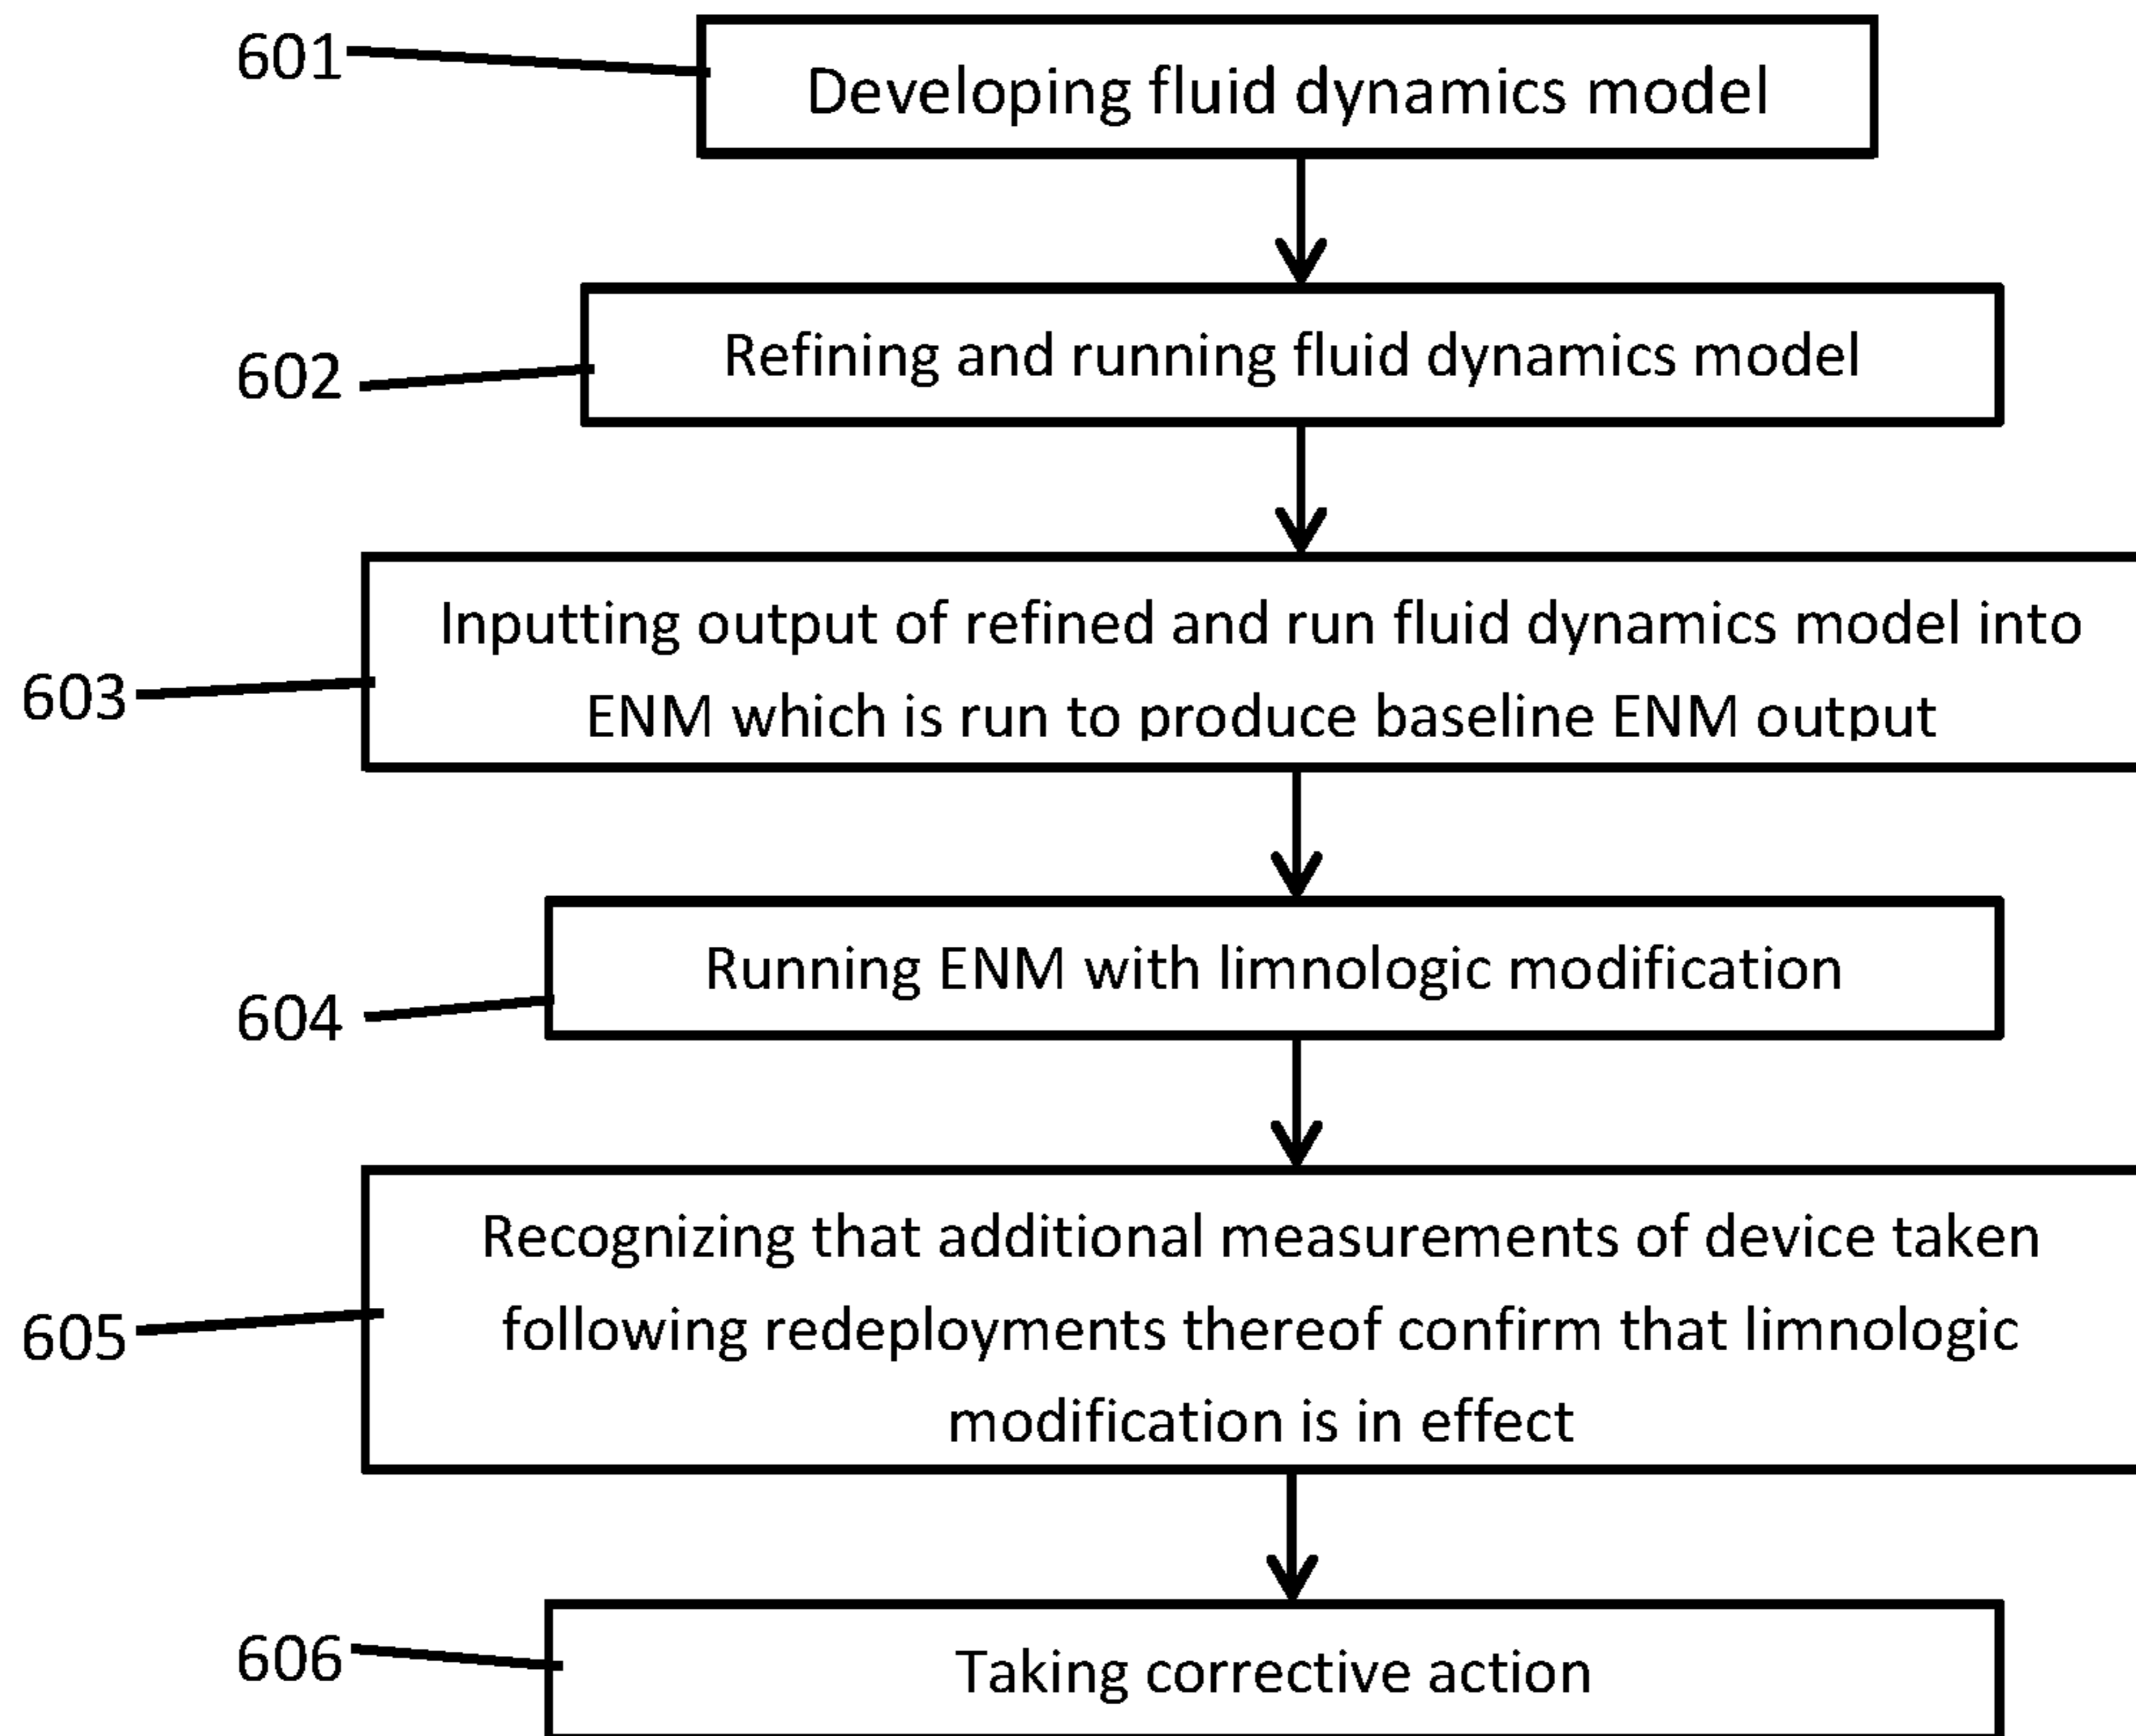 601
Developing fluid dynamics model
602
Refining and running fluid dynamics model
603
Inputting output of refined and run fluid dynamics model into
ENM which is run to produce baseline ENM output
604
Running ENM with limnologic modification
605
Recognizing that additional measurements of device taken
following redeployments thereof confirm that limnologic
modification is in effect
606
Taking corrective action